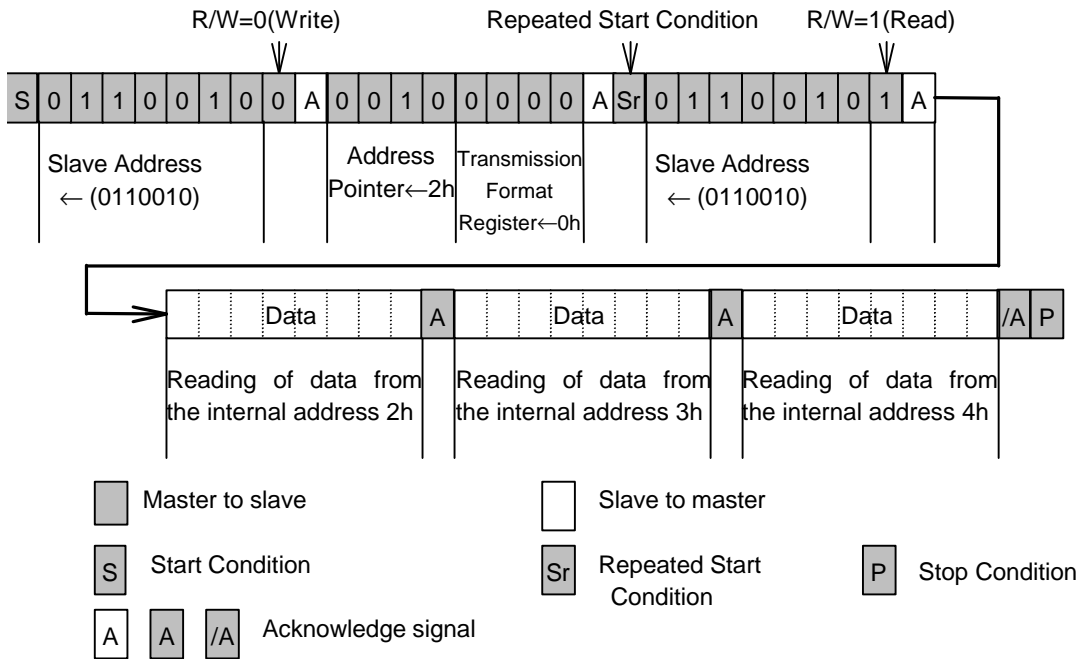 R/W=0(Write) Repeated Start Condition R/W=1(Read)
S 0 1 1 0 0 1 0 0 A 0 0 1 0 0 0 0 0 A Sr 0 1 1 0 0 1 0 1 A
Slave Address
← (0110010)
Address
Pointer←2h
Transmission
Format
Register←0h
Slave Address
← (0110010)
Data A Data A Data /A P
Reading of data from
the internal address 2h
Reading of data from
the internal address 3h
Reading of data from
the internal address 4h
Master to slave Slave to master
S Start Condition Sr Repeated Start
Condition
P Stop Condition
A A /A Acknowledge signal